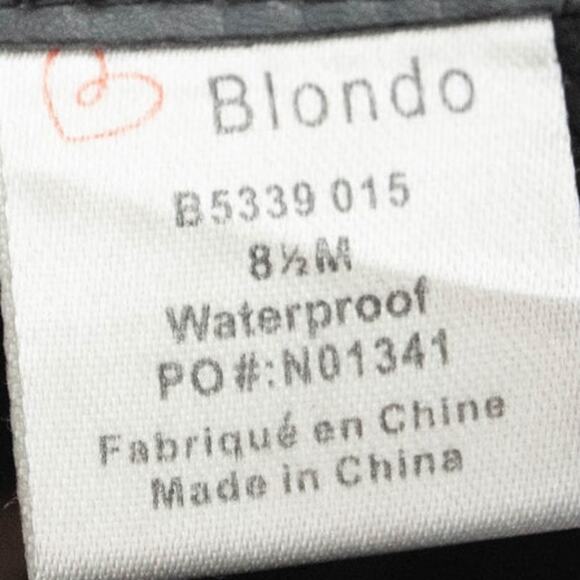 Blondo
B5339 015
8½M
Waterproof
PO#:N01341
Fabriqué en Chine
Made in China